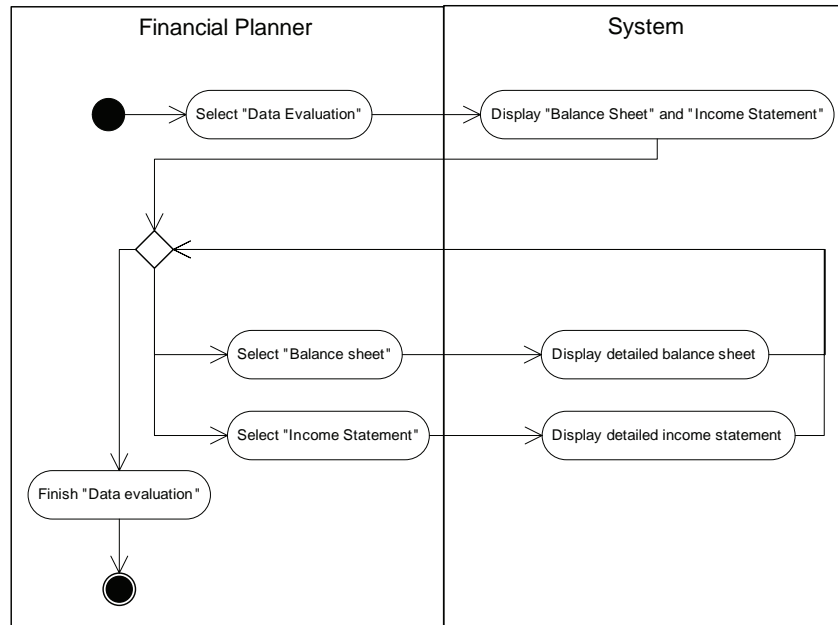 Financial Planner
System
Select "Data Evaluation"
Display "Balance Sheet" and "Income Statement"
Select "Balance sheet"
Display detailed balance sheet
Select "Income Statement"
Display detailed income statement
Finish "Data evaluation"